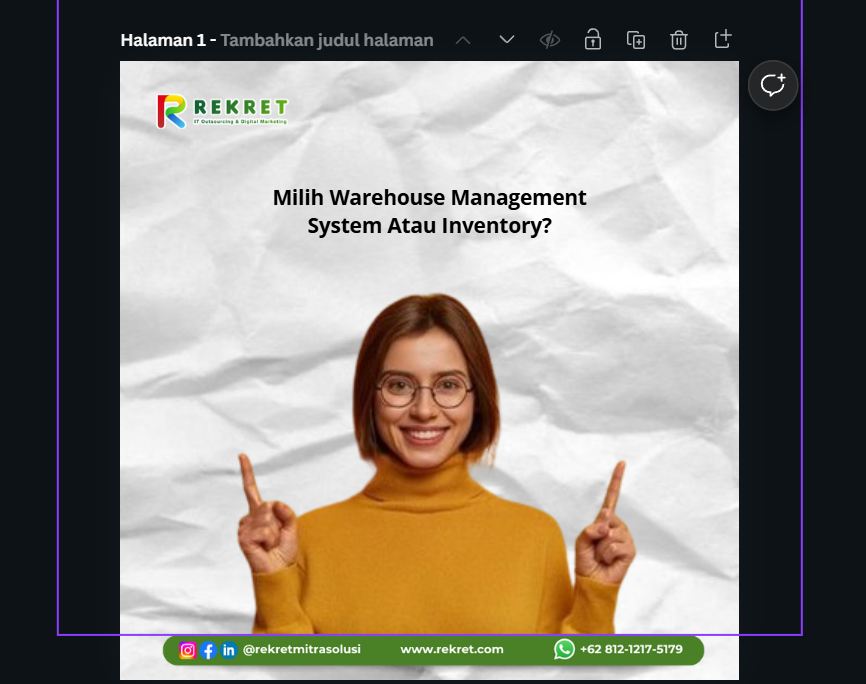 Halaman 1 - Tambahkan judul halaman
REKRET
IT Outsourcing & Digital Marketing
Milih Warehouse Management
System Atau Inventory?
@rekretmitrasolusi www.rekret.com +62 812-1217-5179